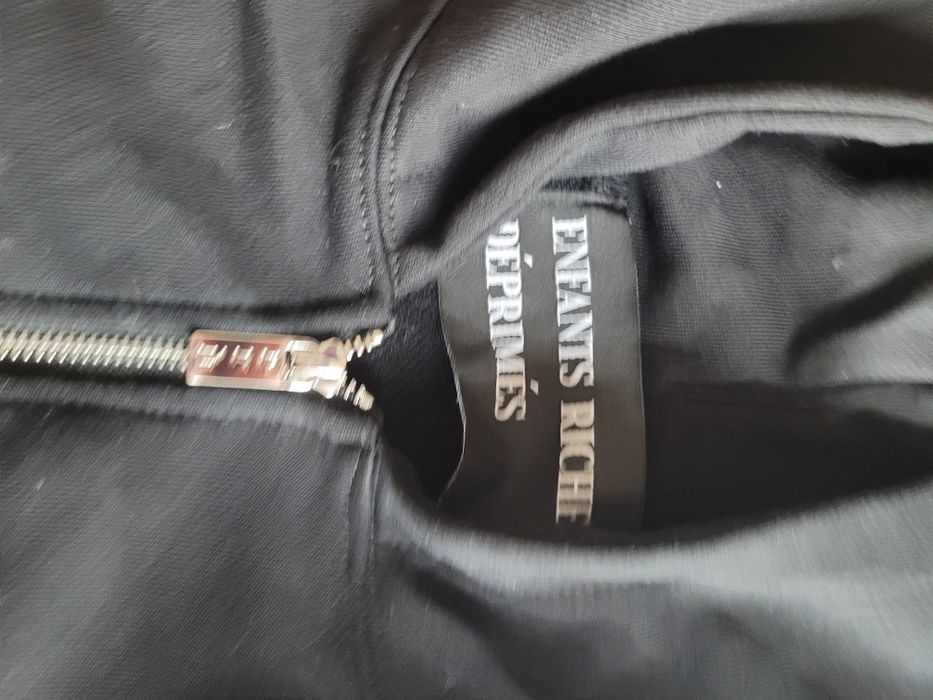 ENFANTS RICHE
DÉPRIMÉS